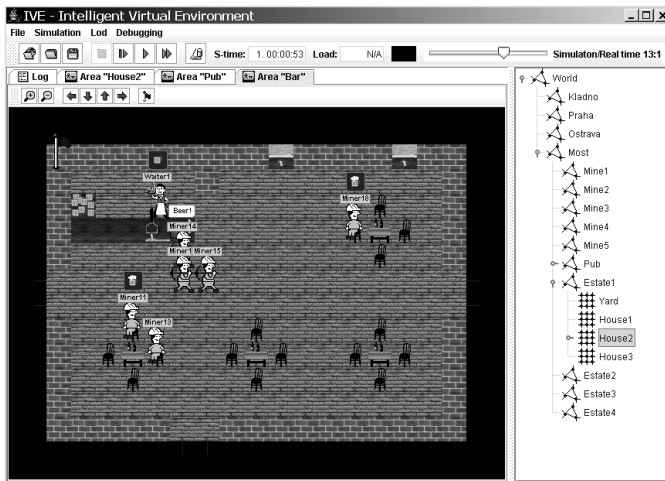 IVE - Intelligent Virtual Environment
File Simulation Lod Debugging
S-time: 1. 00:00:53 Load: N/A Simulaton/Real time 13:1
Log Area "House2" Area "Pub" Area "Bar"
Waiter1
Beer!
Miner18
Miner14
Miner15
Miner11
Miner13
World
Kladno
Praha
Ostrava
Most
Mine1
Mine2
Mine3
Mine4
Mine5
Pub
Estate1
Yard
House1
House2
House3
Estate2
Estate3
Estate4